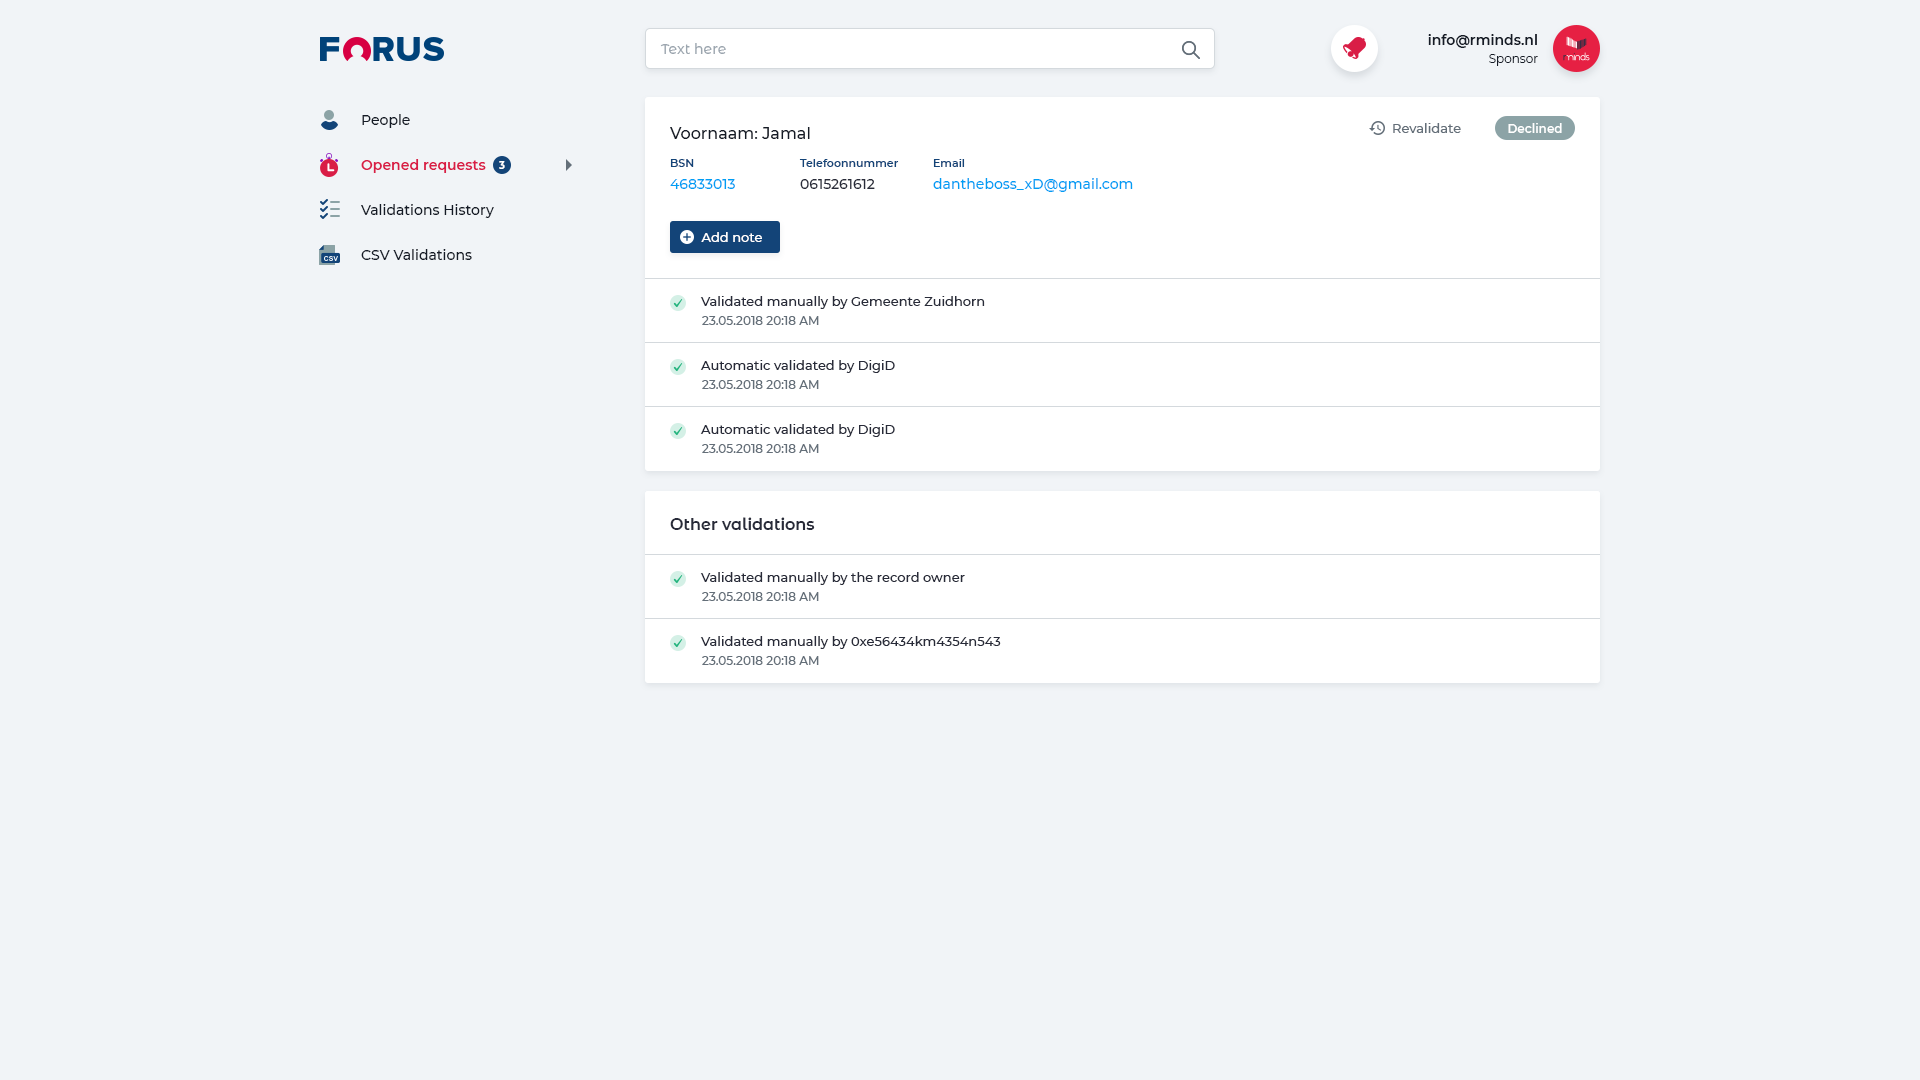 FORUS
Text here
info@rminds.nl
Sponsor
rminds
People
Opened requests 3
Validations History
CSV
CSV Validations
Voornaam: Jamal
Revalidate
Declined
BSN
Telefoonnummer
Email
46833013
0615261612
dantheboss_xD@gmail.com
Add note
Validated manually by Gemeente Zuidhorn
23.05.2018 20:18 AM
Automatic validated by DigiD
23.05.2018 20:18 AM
Automatic validated by DigiD
23.05.2018 20:18 AM
Other validations
Validated manually by the record owner
23.05.2018 20:18 AM
Validated manually by 0xe56434km4354n543
23.05.2018 20:18 AM